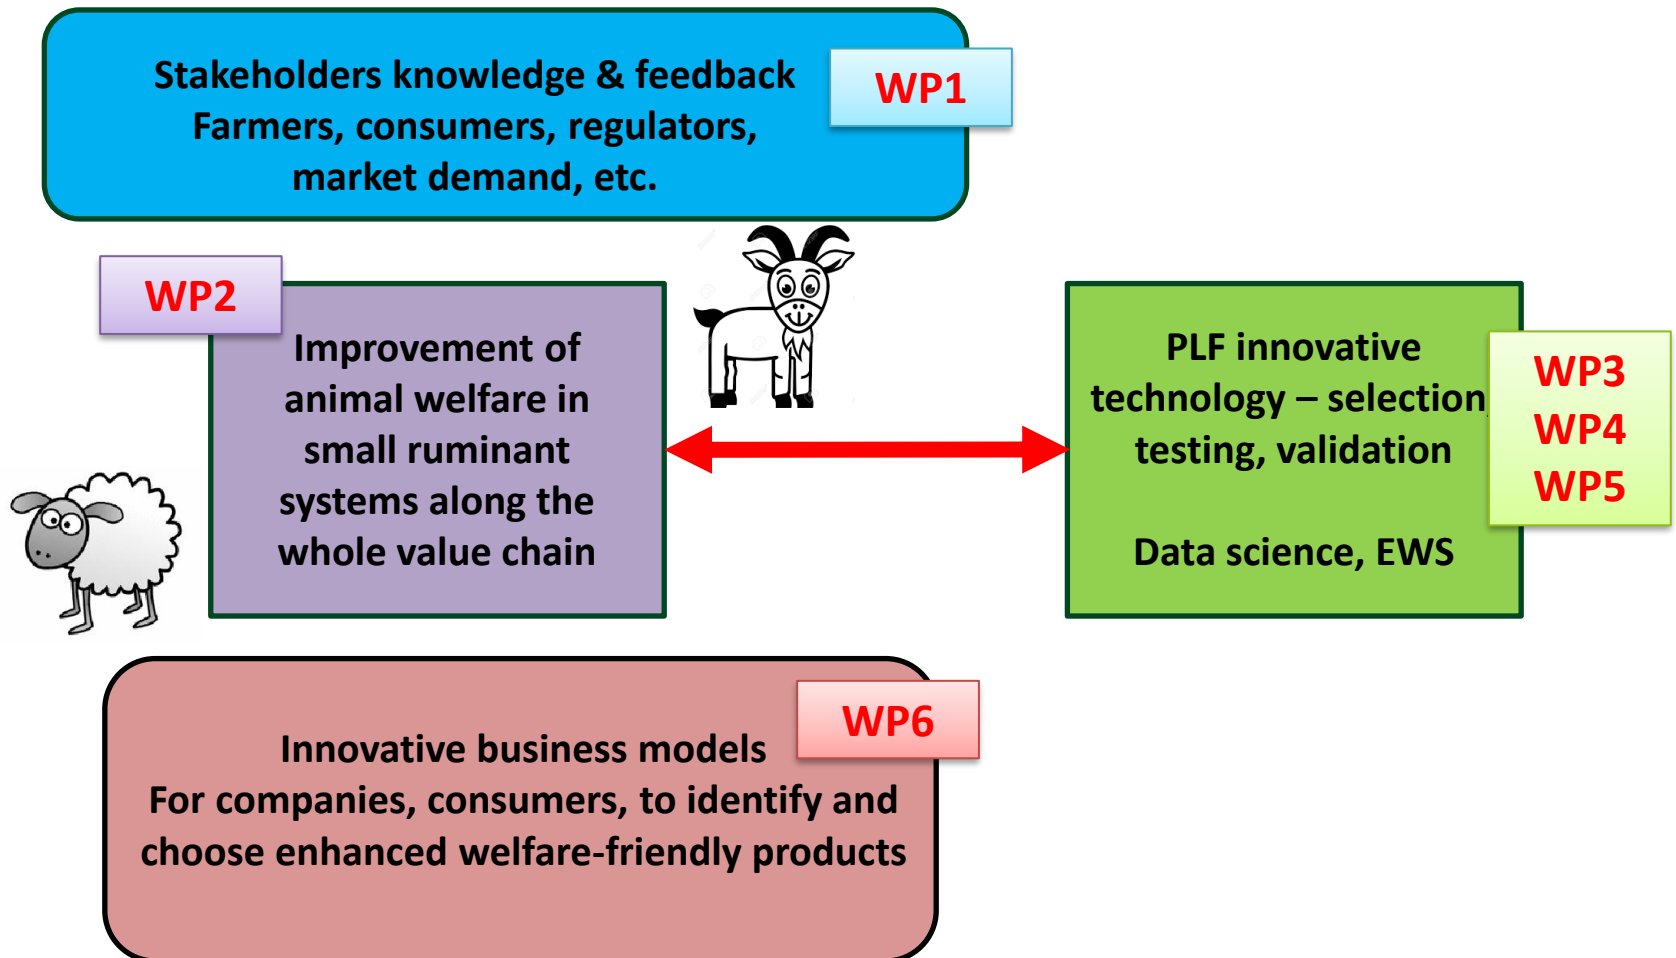 Stakeholders knowledge & feedback
Farmers, consumers, regulators,
market demand, etc.
WP1
WP2
Improvement of
animal welfare in
small ruminant
systems along the
whole value chain
PLF innovative
technology – selection,
testing, validation
Data science, EWS
WP3
WP4
WP5
WP6
Innovative business models
For companies, consumers, to identify and
choose enhanced welfare-friendly products